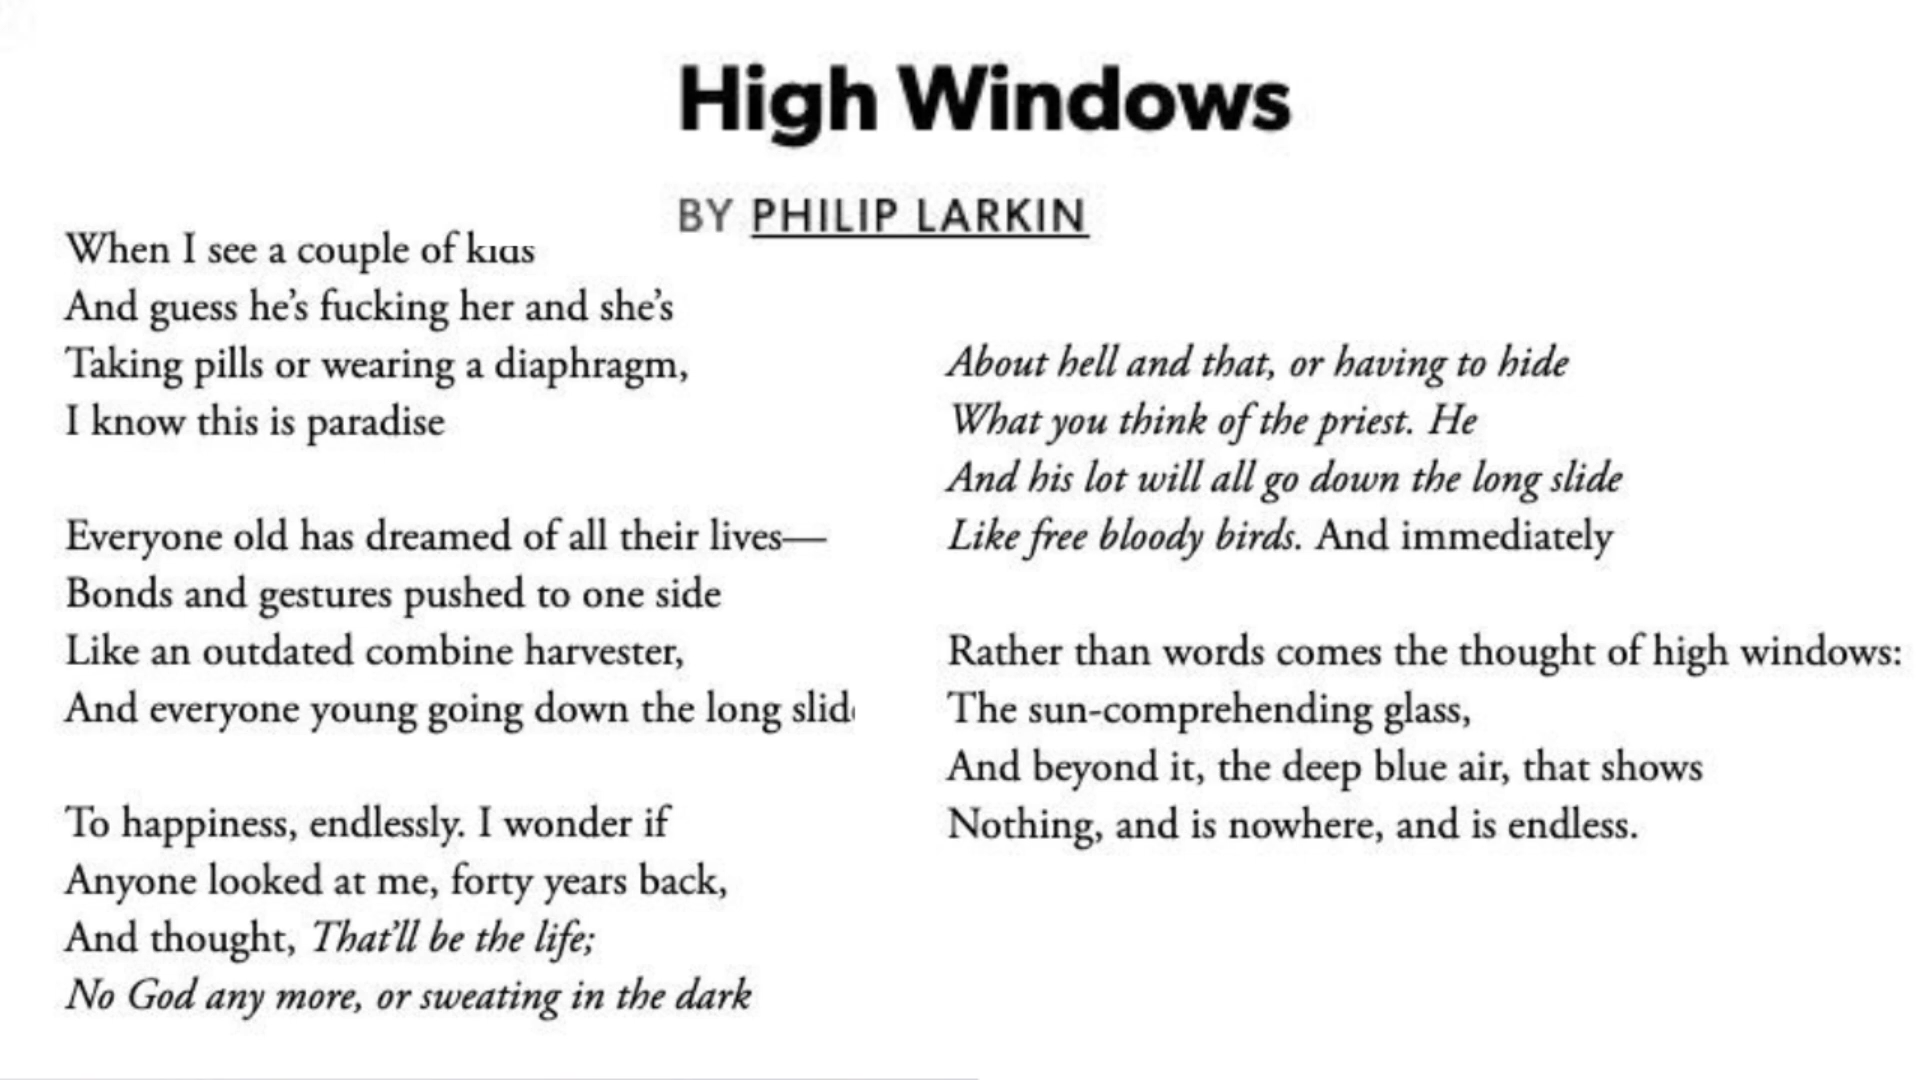 High Windows
BY PHILIP LARKIN
When I see a couple of kids
And guess he's fucking her and she's
Taking pills or wearing a diaphragm,
I know this is paradise
Everyone old has dreamed of all their lives—
Bonds and gestures pushed to one side
Like an outdated combine harvester,
And everyone young going down the long slide
To happiness, endlessly. I wonder if
Anyone looked at me, forty years back,
And thought, That'll be the life;
No God any more, or sweating in the dark
About hell and that, or having to hide
What you think of the priest. He
And his lot will all go down the long slide
Like free bloody birds. And immediately
Rather than words comes the thought of high windows:
The sun-comprehending glass,
And beyond it, the deep blue air, that shows
Nothing, and is nowhere, and is endless.